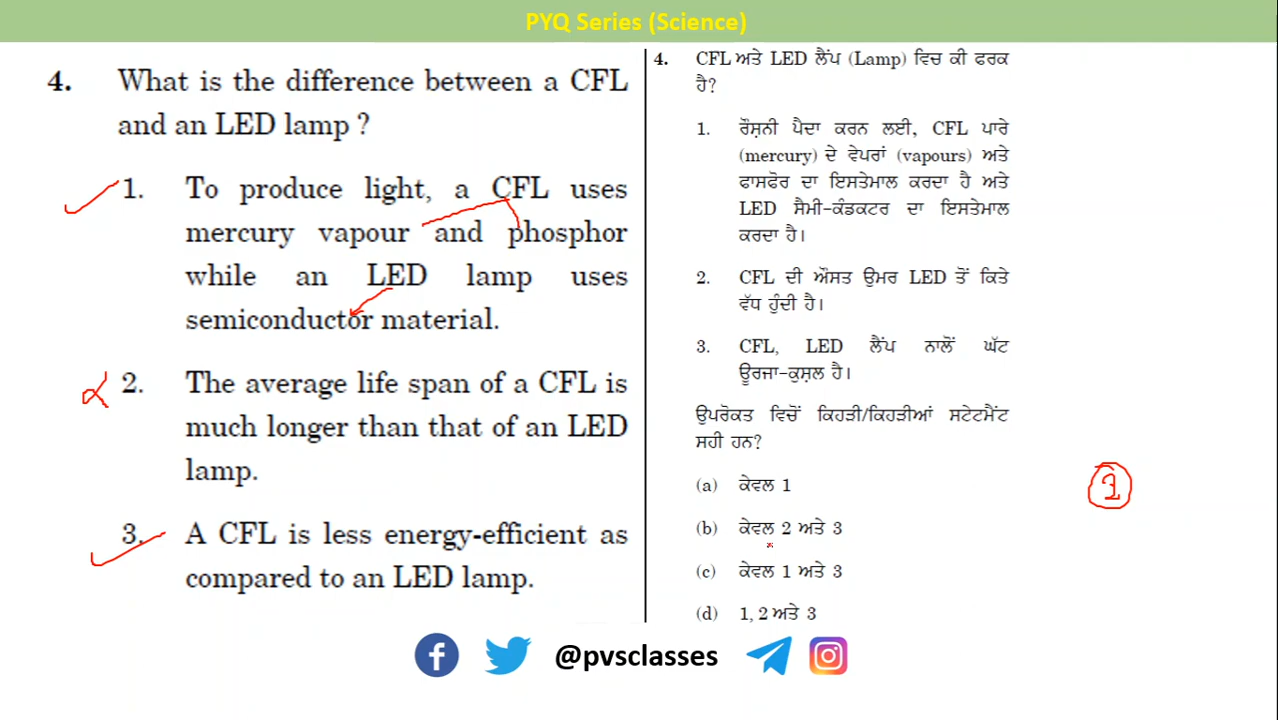 PYQ Series (Science)
4. What is the difference between a CFL
and an LED lamp ?
1. To produce light, a CFL uses
mercury vapour and phosphor
while an LED lamp uses
semiconductor material.
2. The average life span of a CFL is
much longer than that of an LED
lamp.
3. A CFL is less energy-efficient as
compared to an LED lamp.
4. CFL ਅਤੇ LED ਲੈਂਪ (Lamp) ਵਿਚ ਕੀ ਫਰਕ
ਹੈ?
1. ਰੌਸ਼ਨੀ ਪੈਦਾ ਕਰਨ ਲਈ, CFL ਪਾਰੇ
(mercury) ਦੇ ਵੇਪਰਾਂ (vapours) ਅਤੇ
ਫਾਸਫੋਰ ਦਾ ਇਸਤੇਮਾਲ ਕਰਦਾ ਹੈ ਅਤੇ
LED ਸੈਮੀ-ਕੰਡਕਟਰ ਦਾ ਇਸਤੇਮਾਲ
ਕਰਦਾ ਹੈ।
2. CFL ਦੀ ਔਸਤ ਉਮਰ LED ਤੋਂ ਕਿਤੇ
ਵੱਧ ਹੁੰਦੀ ਹੈ।
3. CFL, LED ਲੈਂਪ ਨਾਲੋਂ ਘੱਟ
ਊਰਜਾ-ਕੁਸ਼ਲ ਹੈ।
ਉਪਰੋਕਤ ਵਿਚੋਂ ਕਿਹੜੀ/ਕਿਹੜੀਆਂ ਸਟੇਟਮੈਂਟ
ਸਹੀ ਹਨ?
(a) ਕੇਵਲ 1
(b) ਕੇਵਲ 2 ਅਤੇ 3
(c) ਕੇਵਲ 1 ਅਤੇ 3
(d) 1, 2 ਅਤੇ 3
@pvsclasses